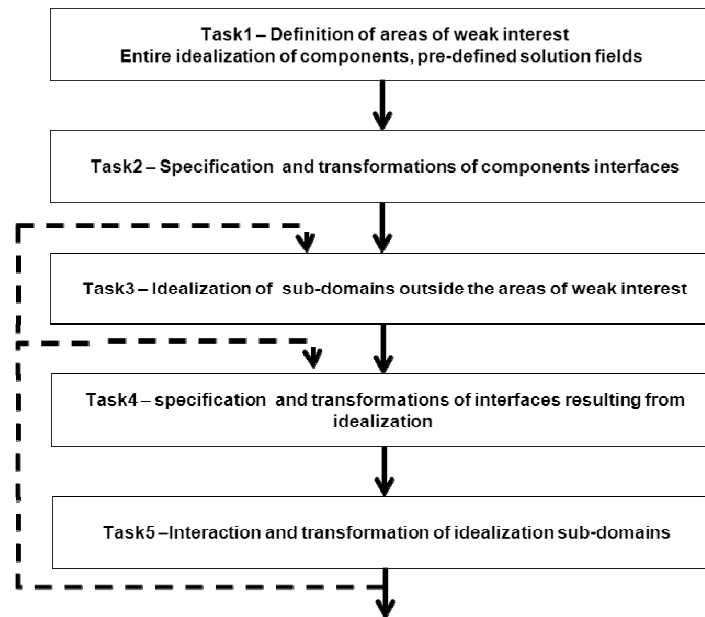 Task1 – Definition of areas of weak interest
Entire idealization of components, pre-defined solution fields
Task2 – Specification and transformations of components interfaces
Task3 – Idealization of sub-domains outside the areas of weak interest
Task4 – specification and transformations of interfaces resulting from
idealization
Task5 –Interaction and transformation of idealization sub-domains